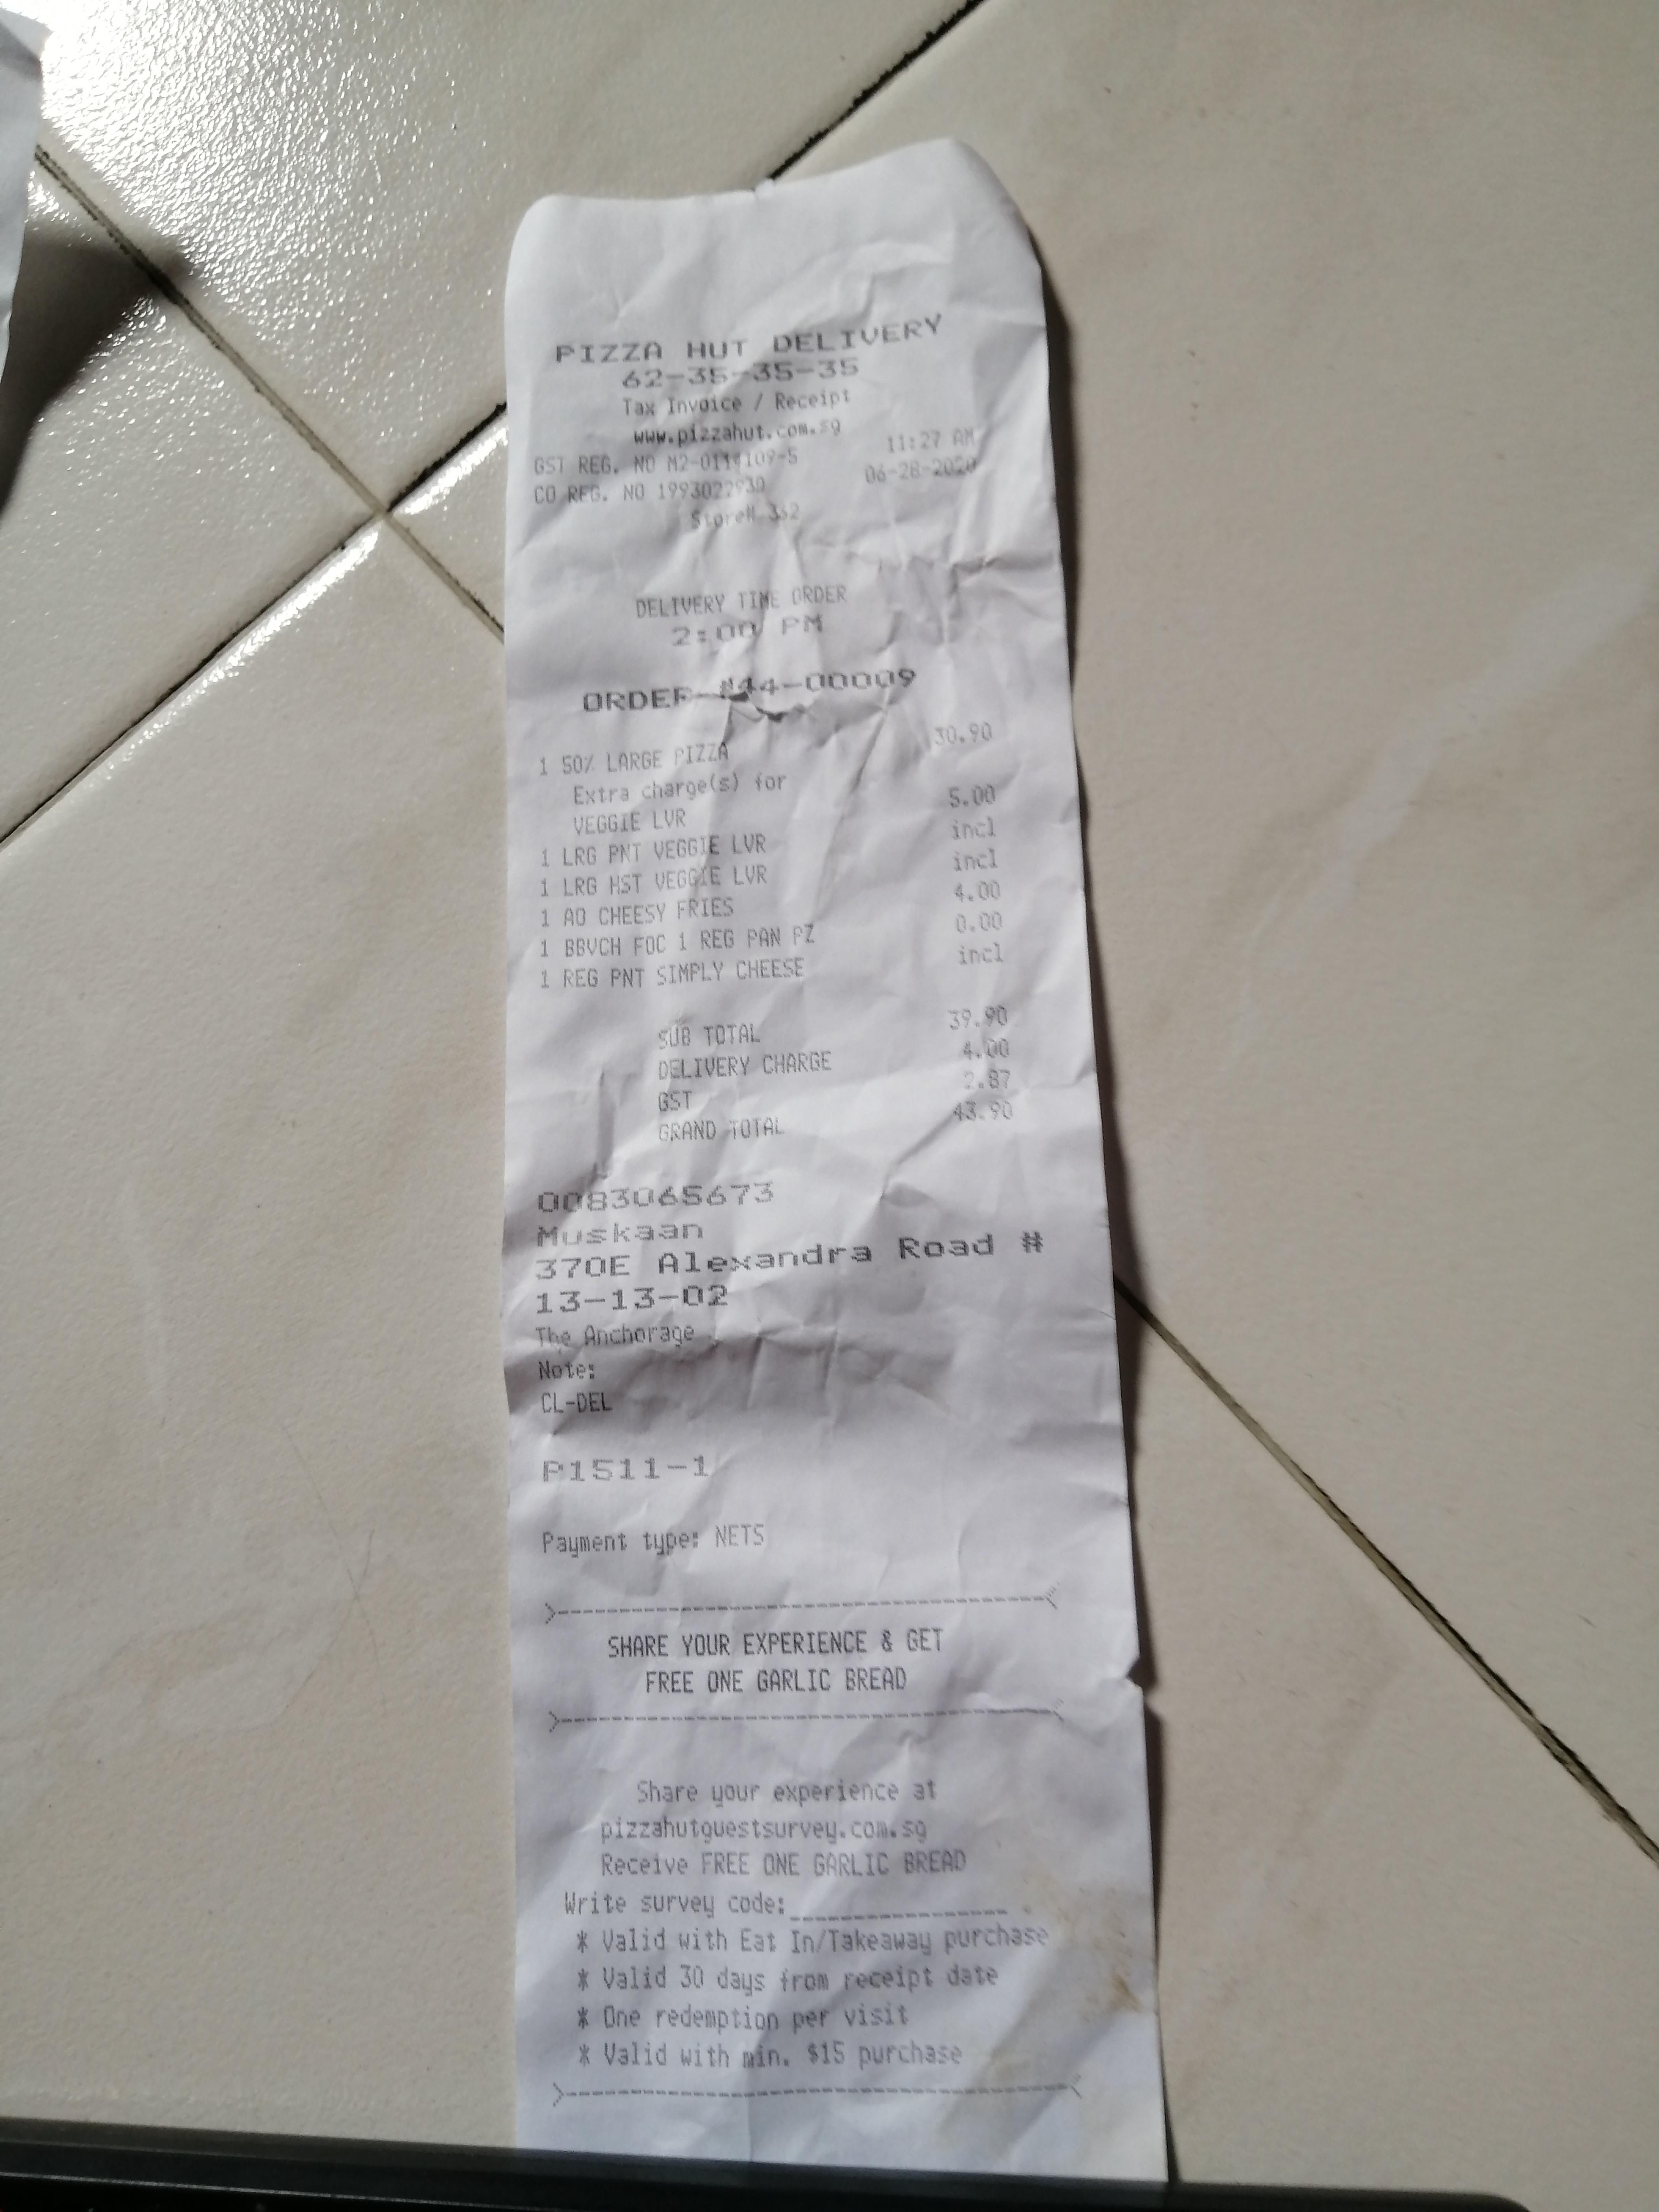 PIZZA HUT DELIVERY
62-35-35-35
Tax Invoice / Receipt
www.pizzahut.com.sg
11:27 AM
GST REG. NO
06-28-2020
CO REG. NO
Store# 362
DELIVERY TIME ORDER
2:00 PM
ORDER #44-00009
1 50% LARGE PIZZA 30.90
Extra charge(s) for
VEGGIE LVR 5.00
1 LRG PNT VEGGIE LVR incl
1 LRG HST VEGGIE LVR incl
1 AO CHEESY FRIES 4.00
1 BBVCH FOC 1 REG PAN PZ 0.00
1 REG PNT SIMPLY CHEESE incl
SUB TOTAL 39.90
DELIVERY CHARGE 4.00
GST 2.87
GRAND TOTAL 43.90
0083065673
Muskaan
370E Alexandra Road #
13-13-02
The Anchorage
Note:
CL-DEL
P1511-1
Payment type: NETS
>--------------------------------<
SHARE YOUR EXPERIENCE & GET
FREE ONE GARLIC BREAD
>--------------------------------<
Share your experience at
pizzahutguestsurvey.com.sg
Receive FREE ONE GARLIC BREAD
Write survey code:_________________
* Valid with Eat In/Takeaway purchase
* Valid 30 days from receipt date
* One redemption per visit
* Valid with min. $15 purchase
>--------------------------------<